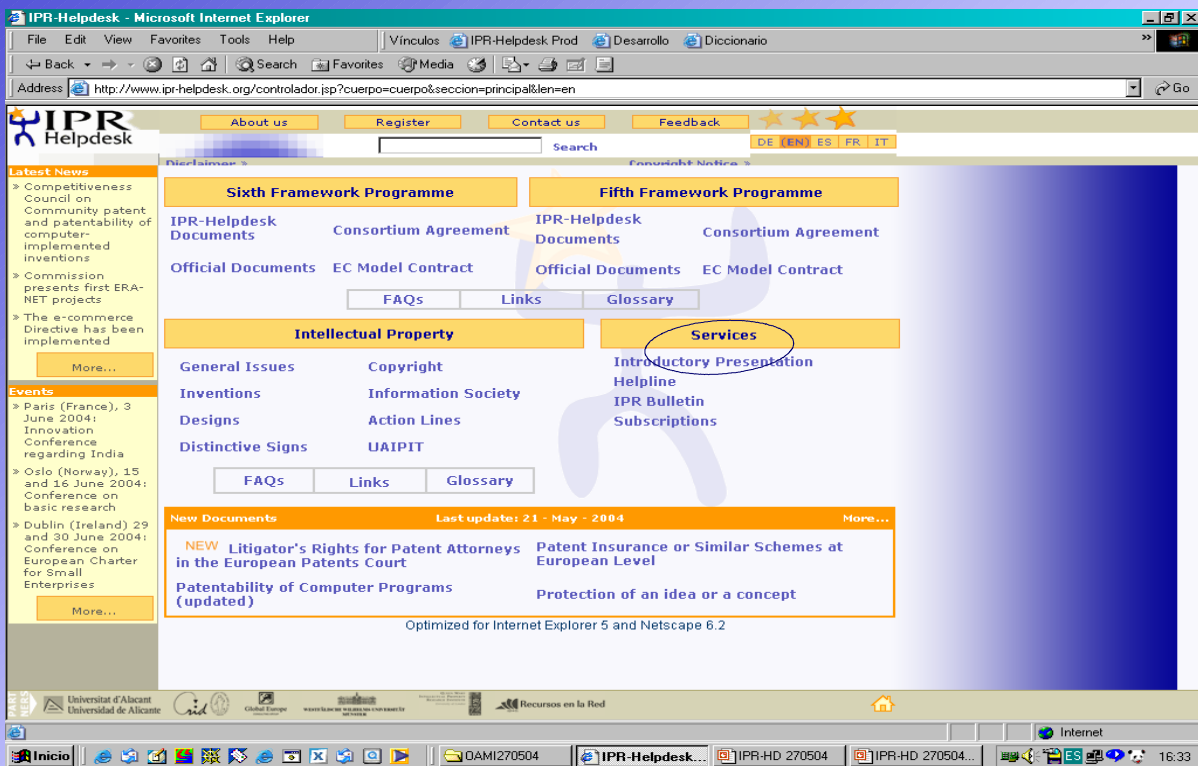 IPR-Helpdesk - Microsoft Internet Explorer
File Edit View Favorites Tools Help Vínculos IPR-Helpdesk Prod Desarrollo Diccionario »
Back Search Favorites Media
Address http://www.ipr-helpdesk.org/controlador.jsp?cuerpo=cuerpo&seccion=principal&len=en Go
IPR
Helpdesk
About us Register Contact us Feedback
Search
DE (EN) ES FR IT
Disclaimer » Copyright Notice »
Latest News
» Competitiveness
Council on
Community patent
and patentability of
computer-
implemented
inventions
» Commission
presents first ERA-
NET projects
» The e-commerce
Directive has been
implemented
More...
Events
» Paris (France), 3
June 2004:
Innovation
Conference
regarding India
» Oslo (Norway), 15
and 16 June 2004:
Conference on
basic research
» Dublin (Ireland) 29
and 30 June 2004:
Conference on
European Charter
for Small
Enterprises
More...
Sixth Framework Programme
IPR-Helpdesk
Documents
Consortium Agreement
Official Documents EC Model Contract
Fifth Framework Programme
IPR-Helpdesk
Documents
Consortium Agreement
Official Documents EC Model Contract
FAQs Links Glossary
Intellectual Property
General Issues Copyright
Inventions Information Society
Designs Action Lines
Distinctive Signs UAIPIT
FAQs Links Glossary
Services
Introductory Presentation
Helpline
IPR Bulletin
Subscriptions
New Documents Last update: 21 - May - 2004 More...
NEW Litigator's Rights for Patent Attorneys
in the European Patents Court
Patent Insurance or Similar Schemes at
European Level
Patentability of Computer Programs
(updated)
Protection of an idea or a concept
Optimized for Internet Explorer 5 and Netscape 6.2
Universitat d'Alacant
Universidad de Alicante
Crid
Global Europe
Recursos en la Red
Internet
Inicio OAMI270504 IPR-Helpdesk... IPR-HD 270504 IPR-HD 270504... ES 16:33